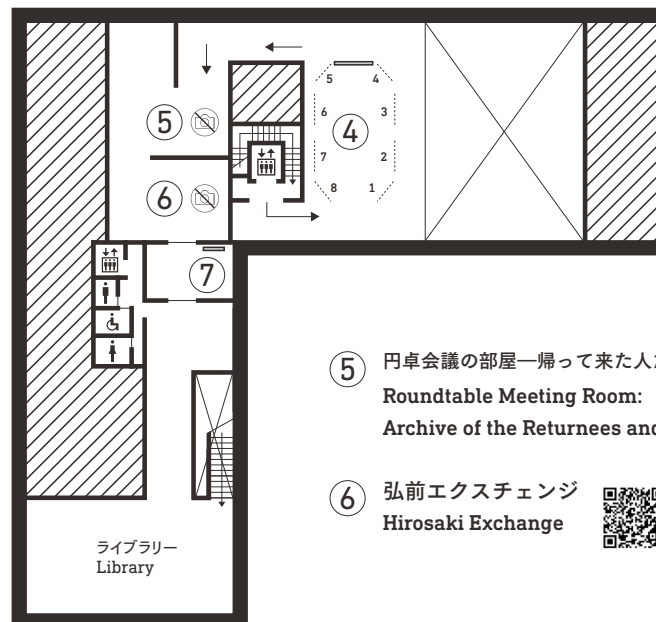 5
4
6
3
7
2
8
1
④
⑤
⑥
⑦
⑤ 円卓会議の部屋―帰って来た人
Roundtable Meeting Room:
Archive of the Returnees and
⑥ 弘前エクスチェンジ
Hirosaki Exchange
ライブラリー
Library